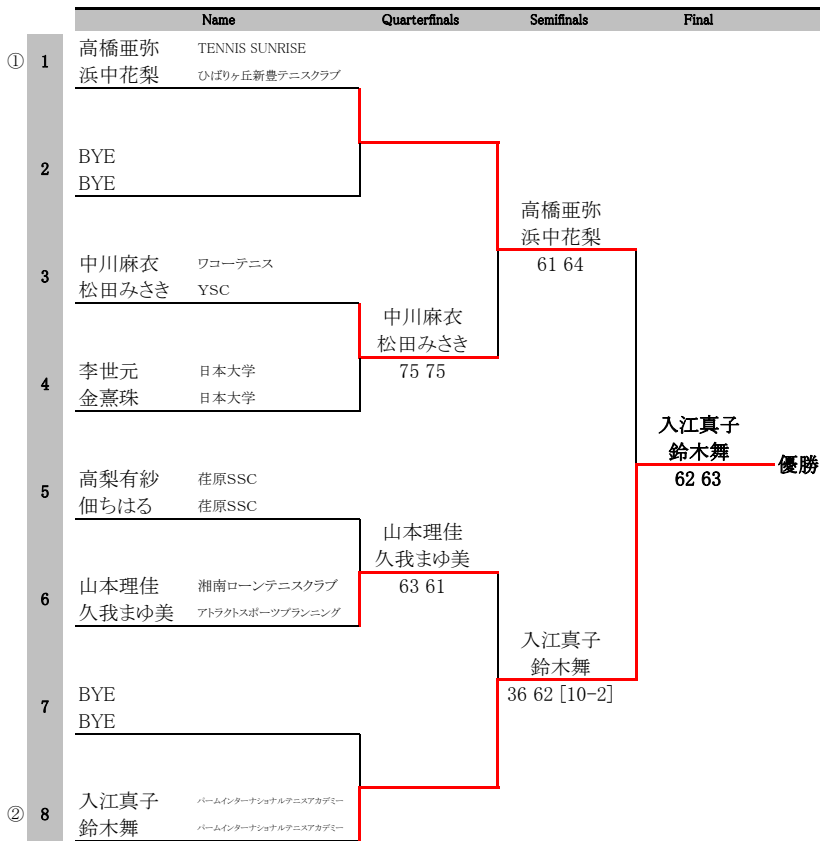 Name Quarterfinals Semifinals Final
① 1 高橋亜弥 TENNIS SUNRISE
浜中花梨 ひばりヶ丘新豊テニスクラブ
2 BYE
BYE
高橋亜弥
浜中花梨
61 64
3 中川麻衣 ワコーテニス
松田みさき YSC
中川麻衣
松田みさき
75 75
4 李世元 日本大学
金熹珠 日本大学
入江真子
鈴木舞
62 63
優勝
5 高梨有紗 荏原SSC
佃ちはる 荏原SSC
山本理佳
久我まゆ美
63 61
6 山本理佳 湘南ローンテニスクラブ
久我まゆ美 アトラクトスポーツプランニング
入江真子
鈴木舞
36 62 [10-2]
7 BYE
BYE
② 8 入江真子 パームインターナショナルテニスアカデミー
鈴木舞 パームインターナショナルテニスアカデミー